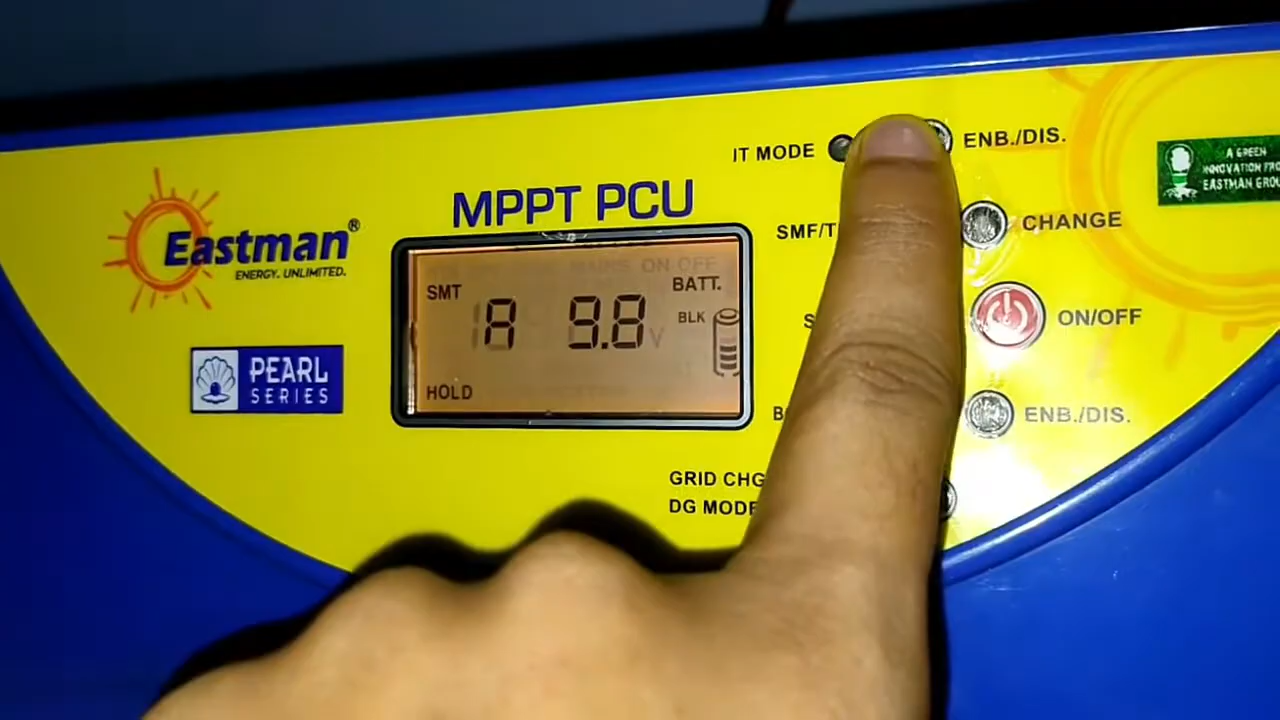 IT MODE
ENB./DIS.
A GREEN
INNOVATION FRO
EASTMAN GROU
MPPT PCU
Eastman®
ENERGY. UNLIMITED.
SMF/T
CHANGE
MAINS ON OFF
SMT
BATT.
A 9.8 V
BLK
HOLD
ON/OFF
PEARL
SERIES
ENB./DIS.
GRID CHG
DG MODE